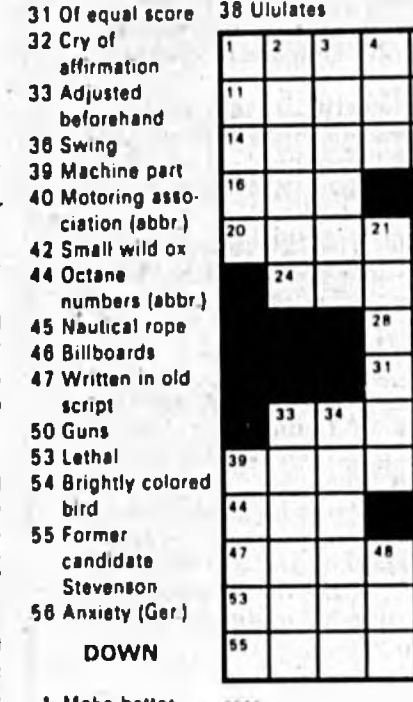 31 Of equal score
32 Cry of
affirmation
33 Adjusted
beforehand
36 Swing
39 Machine part
40 Motoring asso-
ciation (abbr.)
42 Small wild ox
44 Octane
numbers (abbr.)
45 Nautical rope
46 Billboards
47 Written in old
script
50 Guns
53 Lethal
54 Brightly colored
bird
55 Former
candidate
Stevenson
56 Anxiety (Ger.)
DOWN
38 Ululates
1 2 3 4
11
14
16
20 21
24
28
31
33 34
39
44
47 48
53
55